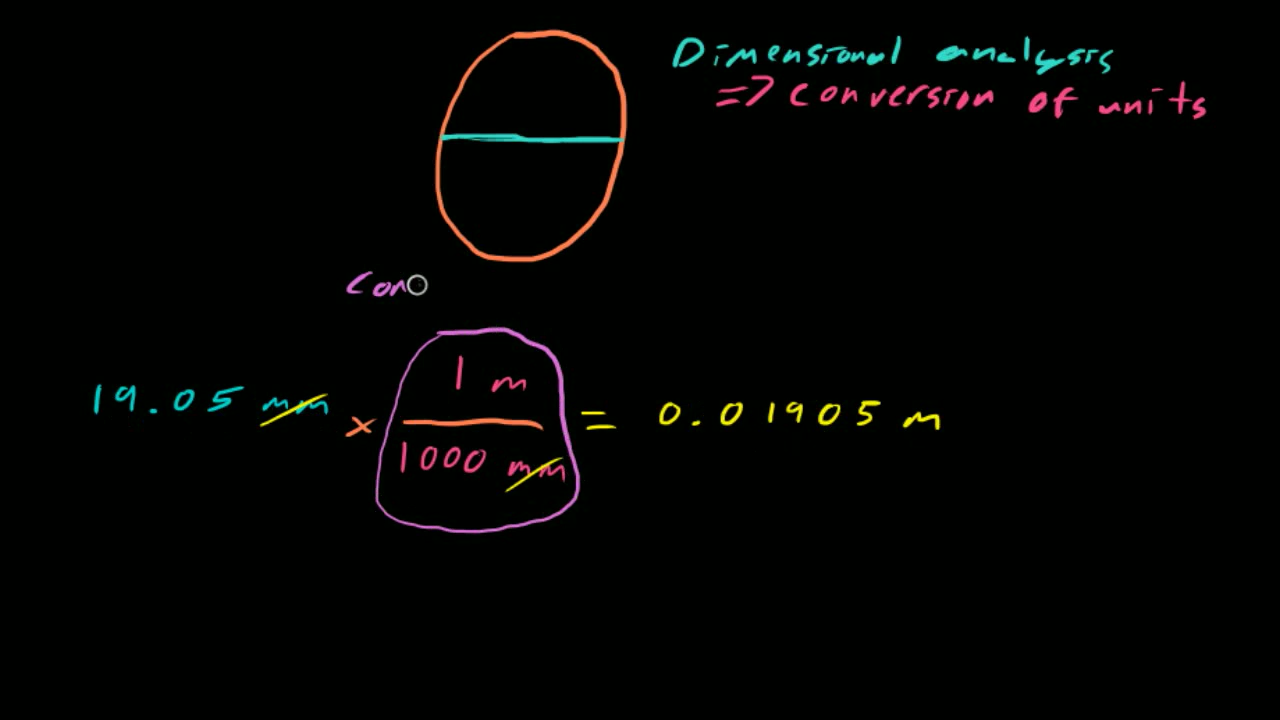 Dimensional analysis
=> conversion of units
Con
19.05 mm × 1 m / 1000 mm = 0.01905 m